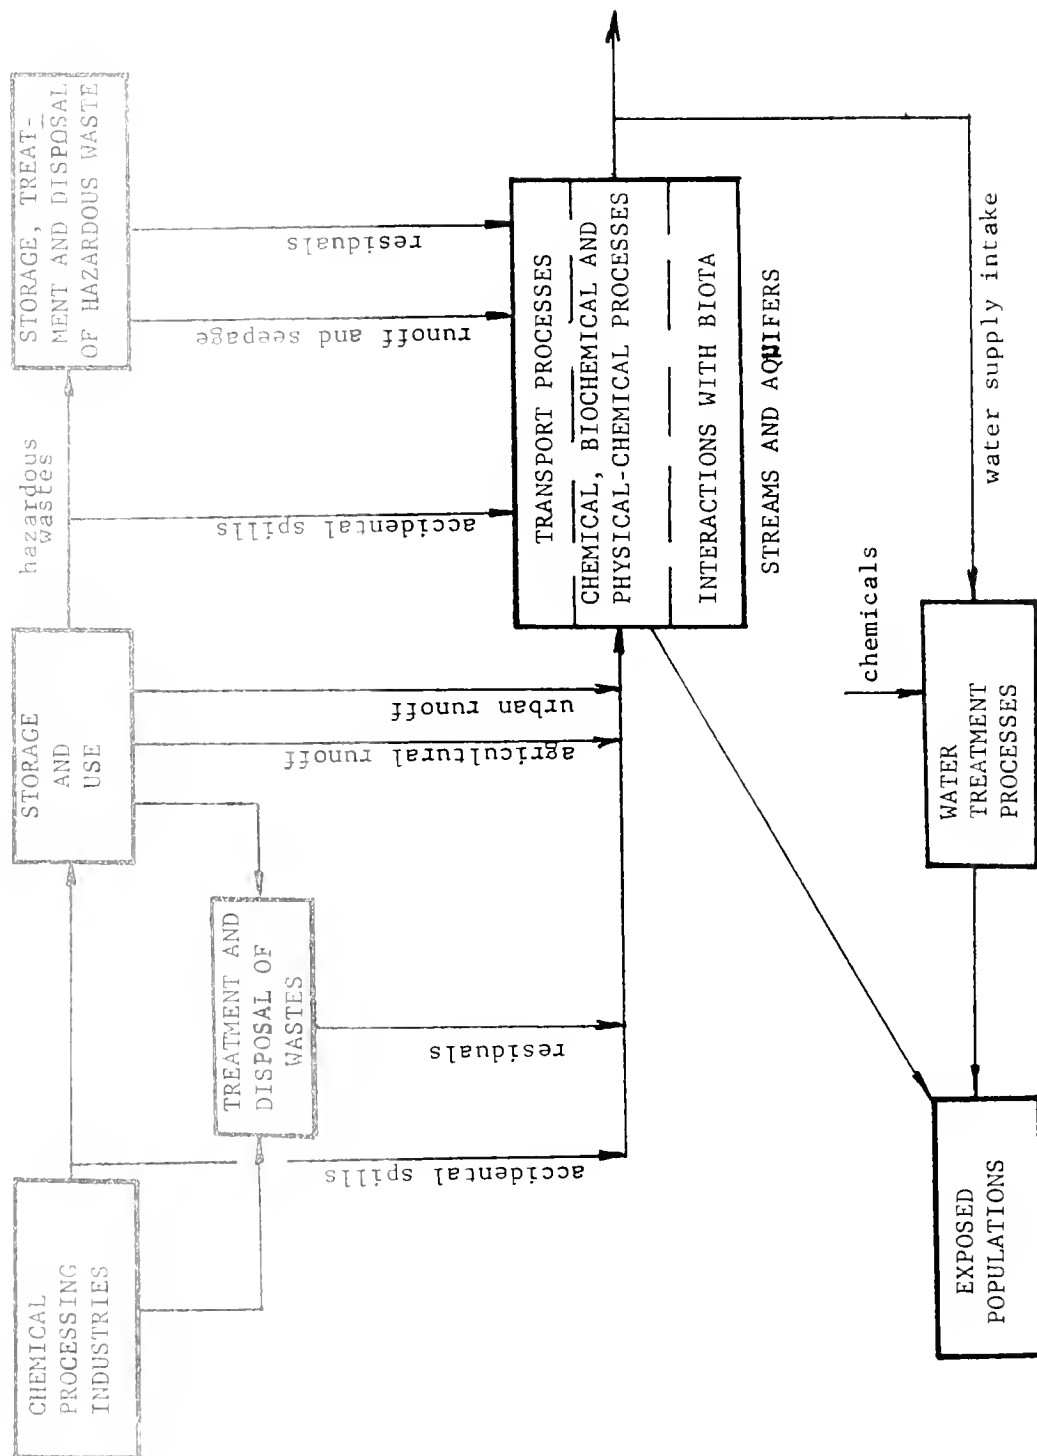 CHEMICAL
PROCESSING
INDUSTRIES
STORAGE
AND
USE
hazardous
wastes
STORAGE, TREAT-
MENT AND DISPOSAL
OF HAZARDOUS WASTE
TREATMENT AND
DISPOSAL OF
WASTES
accidental spills
residuals
agricultural runoff
urban runoff
accidental spills
runoff and seepage
residuals
TRANSPORT PROCESSES
CHEMICAL, BIOCHEMICAL AND
PHYSICAL-CHEMICAL PROCESSES
INTERACTIONS WITH BIOTA
STREAMS AND AQUIFERS
chemicals
water supply intake
WATER
TREATMENT
PROCESSES
EXPOSED
POPULATIONS